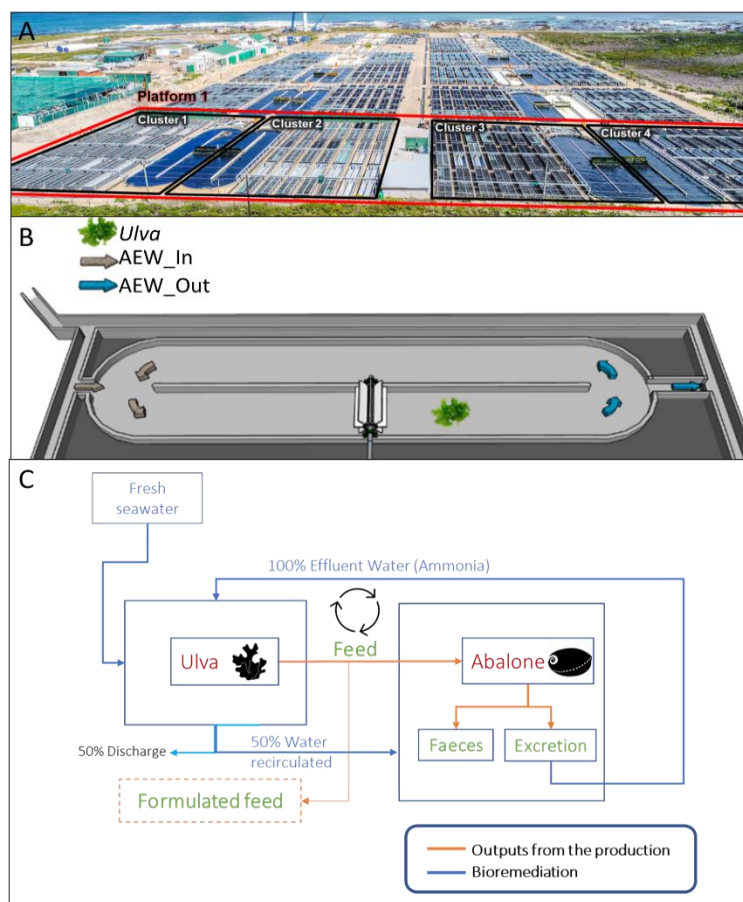 A
Platform 1
Cluster 1
Cluster 2
Cluster 3
Cluster 4
B
Ulva
AEW_In
AEW_Out
C
Fresh
seawater
100% Effluent Water (Ammonia)
Ulva
Feed
Abalone
Faeces
Excretion
50% Discharge
50% Water
recirculated
Formulated feed
Outputs from the production
Bioremediation